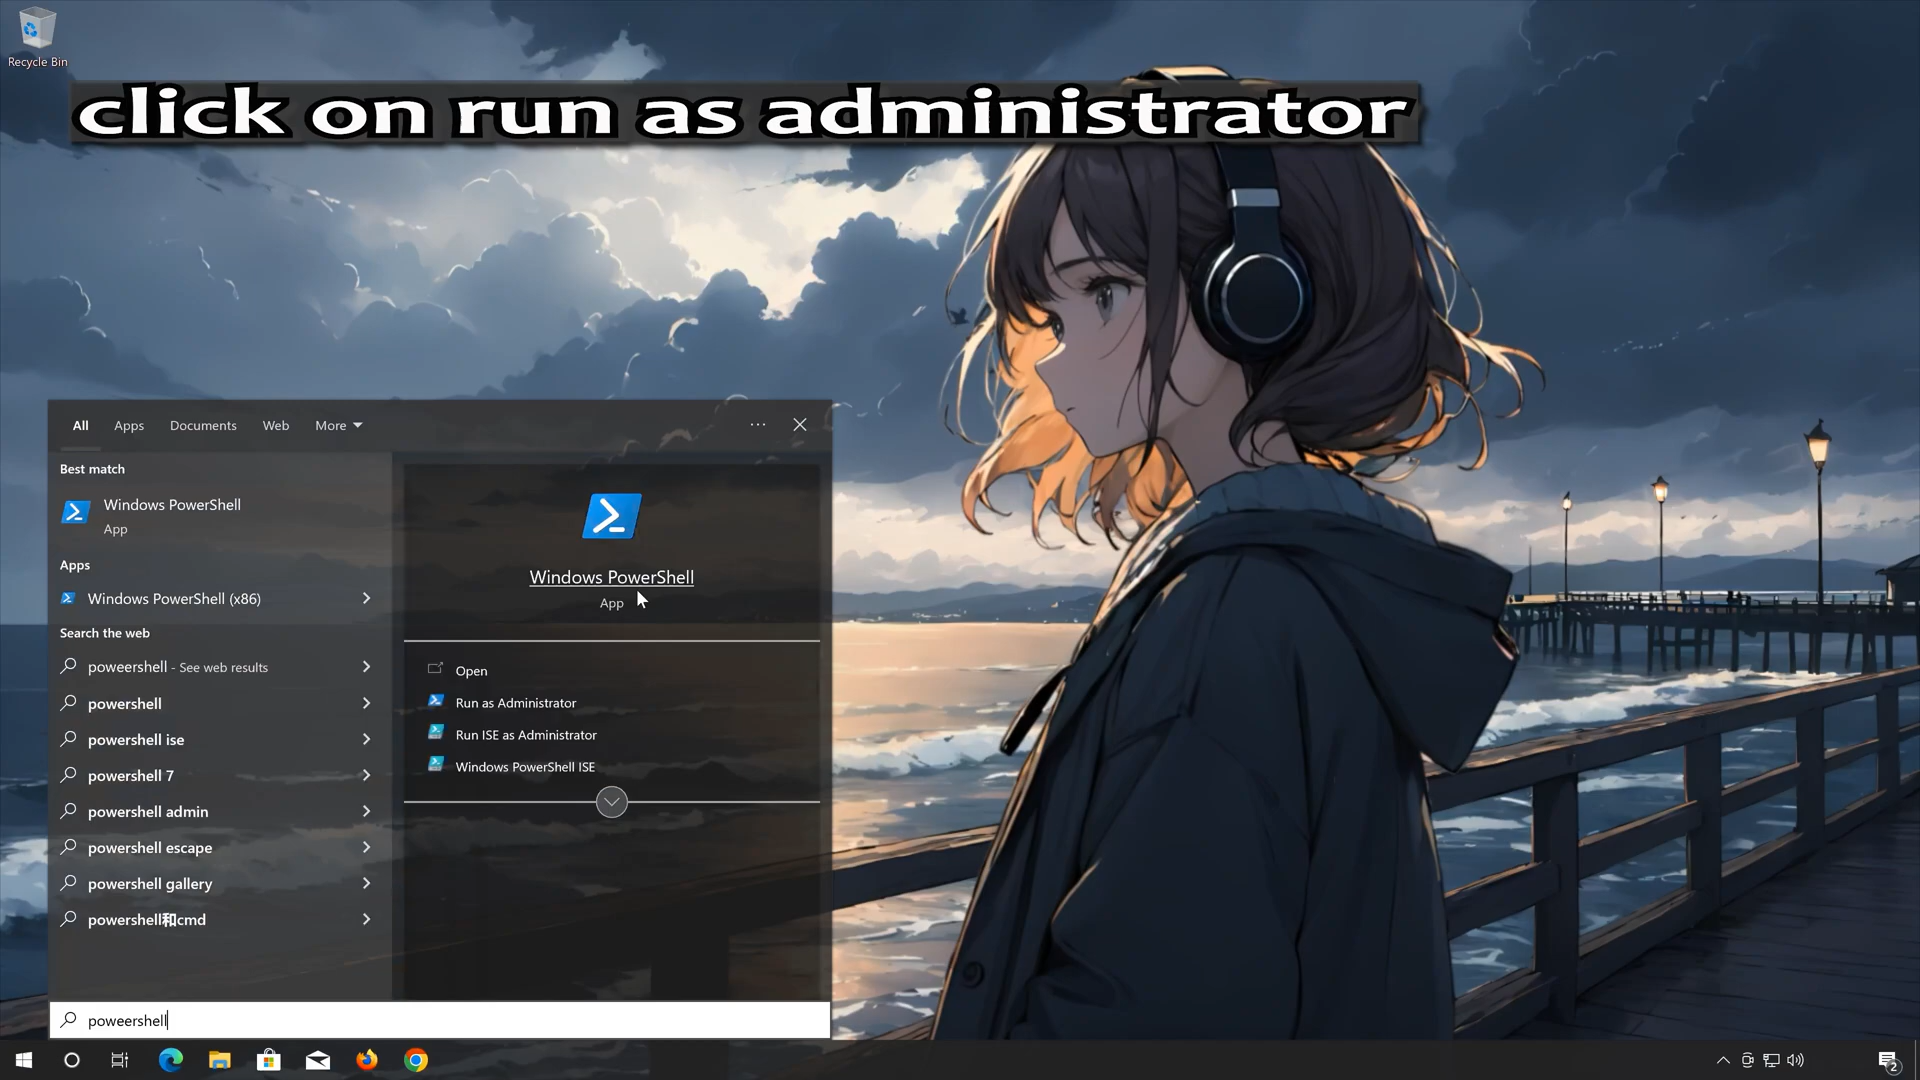 Recycle Bin
click on run as administrator
All Apps Documents Web More
Best match
Windows PowerShell
App
Apps
Windows PowerShell (x86)
Search the web
poweershell - See web results
powershell
powershell ise
powershell 7
powershell admin
powershell escape
powershell gallery
powershell和cmd
Windows PowerShell
App
Open
Run as Administrator
Run ISE as Administrator
Windows PowerShell ISE
poweershell
2